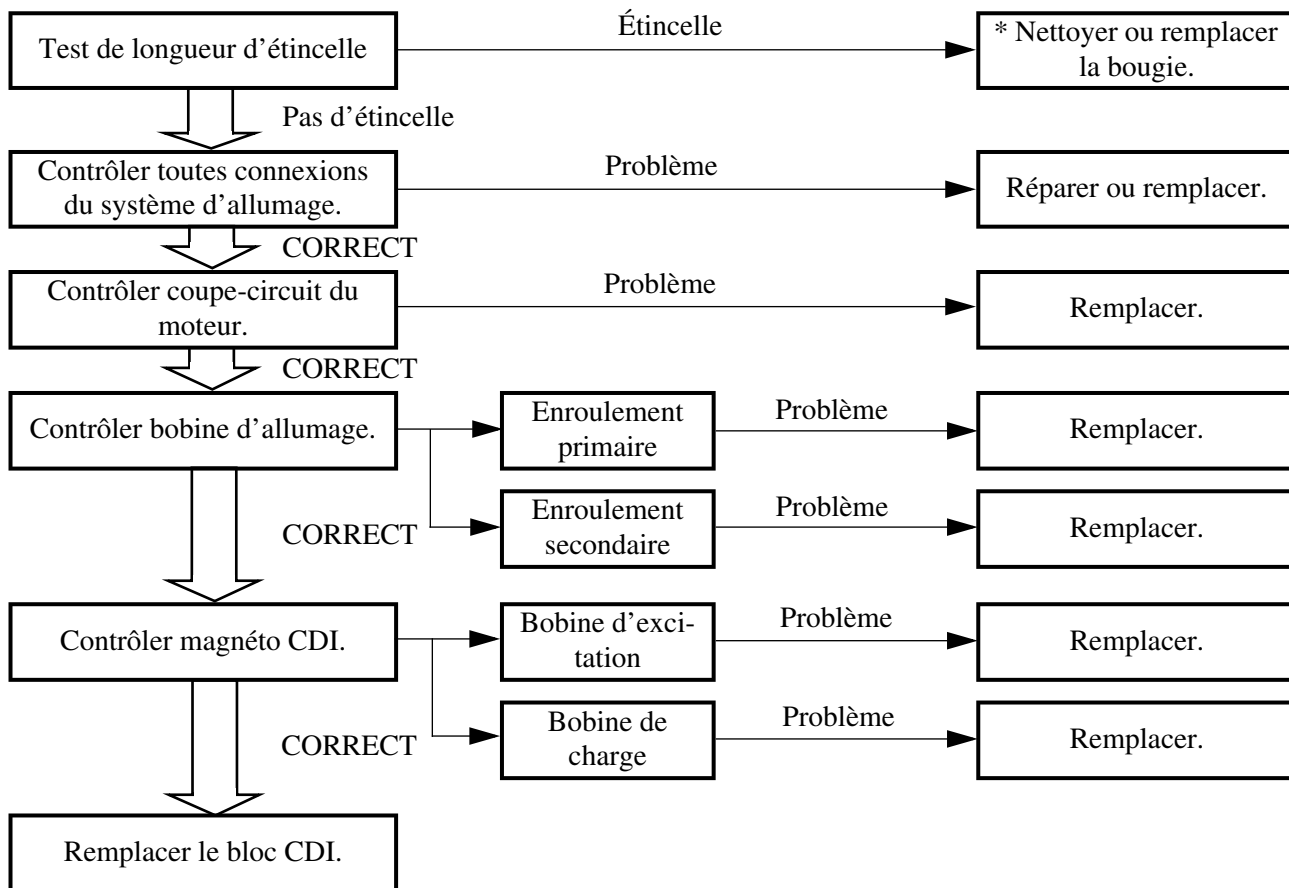 Test de longueur d’étincelle
Étincelle
* Nettoyer ou remplacer
la bougie.
Pas d’étincelle
Contrôler toutes connexions
du système d’allumage.
Problème
Réparer ou remplacer.
CORRECT
Contrôler coupe-circuit du
moteur.
Problème
Remplacer.
CORRECT
Contrôler bobine d’allumage.
Enroulement
primaire
Problème
Remplacer.
CORRECT
Enroulement
secondaire
Problème
Remplacer.
Contrôler magnéto CDI.
Bobine d’exci-
tation
Problème
Remplacer.
CORRECT
Bobine de
charge
Problème
Remplacer.
Remplacer le bloc CDI.